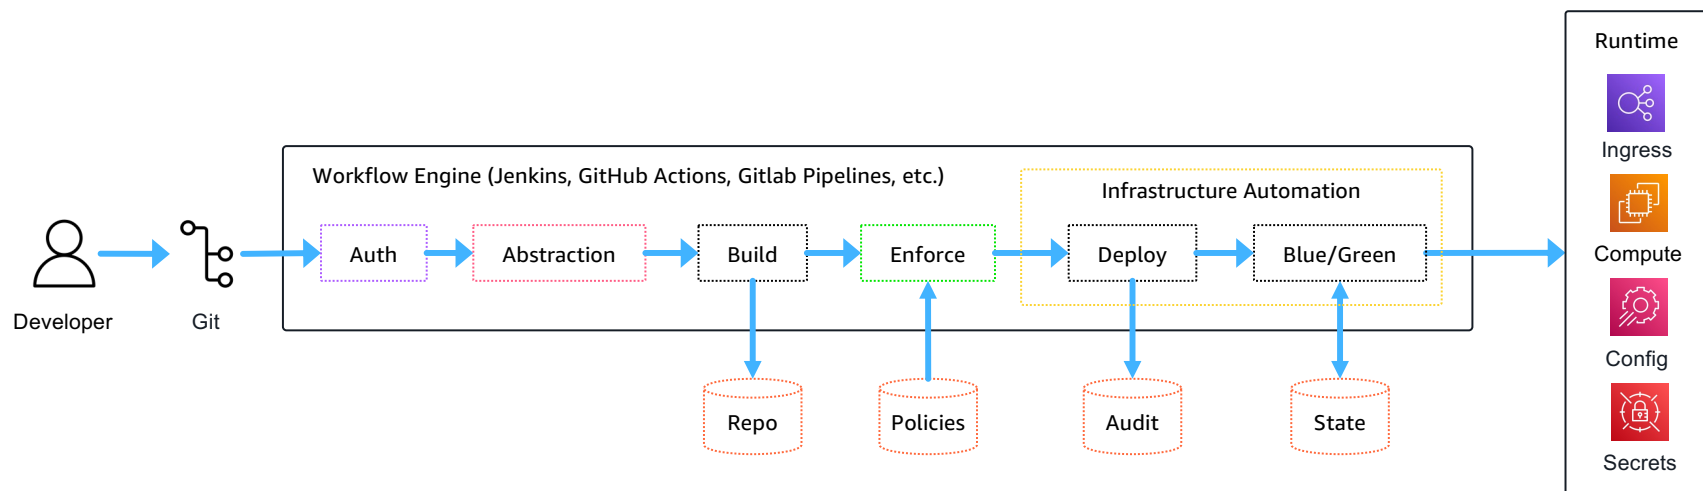 Runtime
Ingress
Workflow Engine (Jenkins, GitHub Actions, Gitlab Pipelines, etc.)
Infrastructure Automation
Auth
Abstraction
Build
Enforce
Deploy
Blue/Green
Compute
Developer
Git
Config
Repo
Policies
Audit
State
Secrets